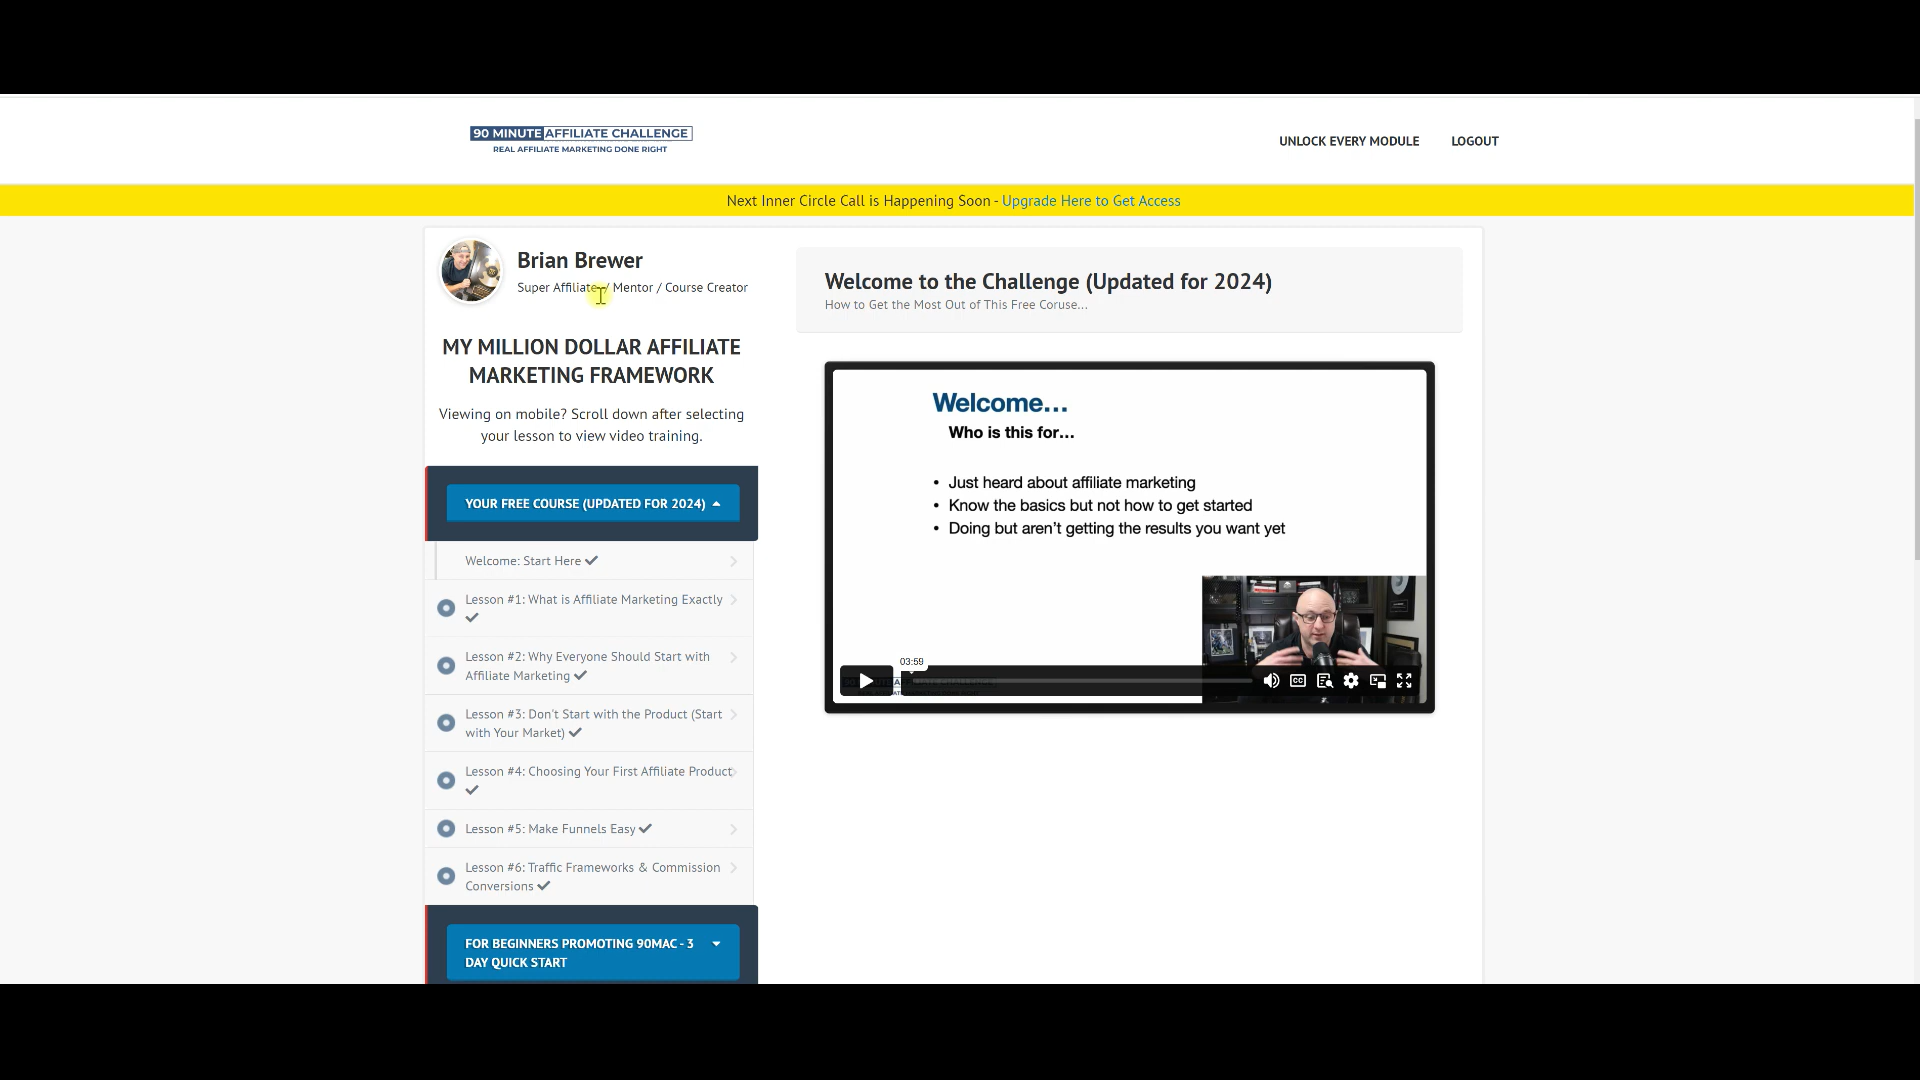 90 MINUTE AFFILIATE CHALLENGE
REAL AFFILIATE MARKETING DONE RIGHT
UNLOCK EVERY MODULE
LOGOUT
Next Inner Circle Call is Happening Soon - Upgrade Here to Get Access
Brian Brewer
Super Affiliate / Mentor / Course Creator
MY MILLION DOLLAR AFFILIATE
MARKETING FRAMEWORK
Viewing on mobile? Scroll down after selecting
your lesson to view video training.
YOUR FREE COURSE (UPDATED FOR 2024)
Welcome: Start Here
Lesson #1: What is Affiliate Marketing Exactly
Lesson #2: Why Everyone Should Start with
Affiliate Marketing
Lesson #3: Don't Start with the Product (Start
with Your Market)
Lesson #4: Choosing Your First Affiliate Product
Lesson #5: Make Funnels Easy
Lesson #6: Traffic Frameworks & Commission
Conversions
FOR BEGINNERS PROMOTING 90MAC - 3
DAY QUICK START
Welcome to the Challenge (Updated for 2024)
How to Get the Most Out of This Free Coruse...
Welcome...
Who is this for...
• Just heard about affiliate marketing
• Know the basics but not how to get started
• Doing but aren't getting the results you want yet
03:59
CC